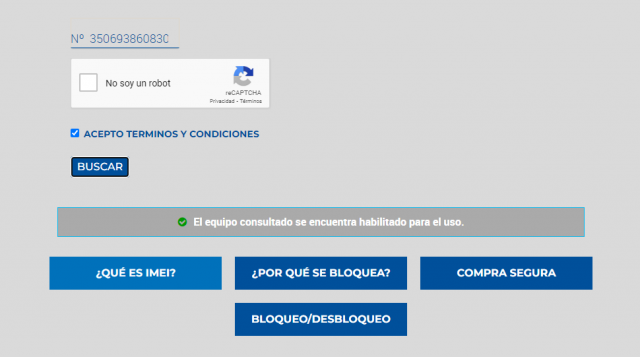 Nº 350693860830
No soy un robot
reCAPTCHA
Privacidad - Términos
ACEPTO TERMINOS Y CONDICIONES
BUSCAR
El equipo consultado se encuentra habilitado para el uso.
¿QUÉ ES IMEI?
¿POR QUÉ SE BLOQUEA?
COMPRA SEGURA
BLOQUEO/DESBLOQUEO